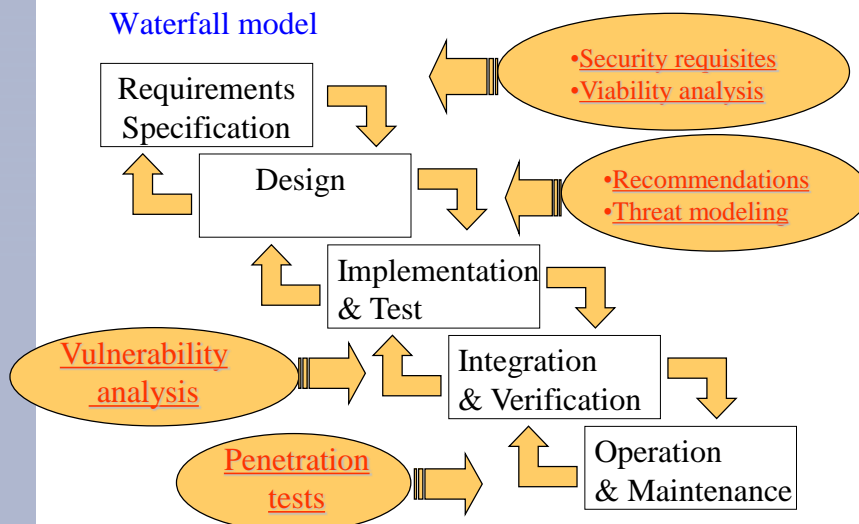 Waterfall model
Requirements
Specification
•Security requisites
•Viability analysis
Design
•Recommendations
•Threat modeling
Implementation
& Test
Vulnerability
analysis
Integration
& Verification
Penetration
tests
Operation
& Maintenance